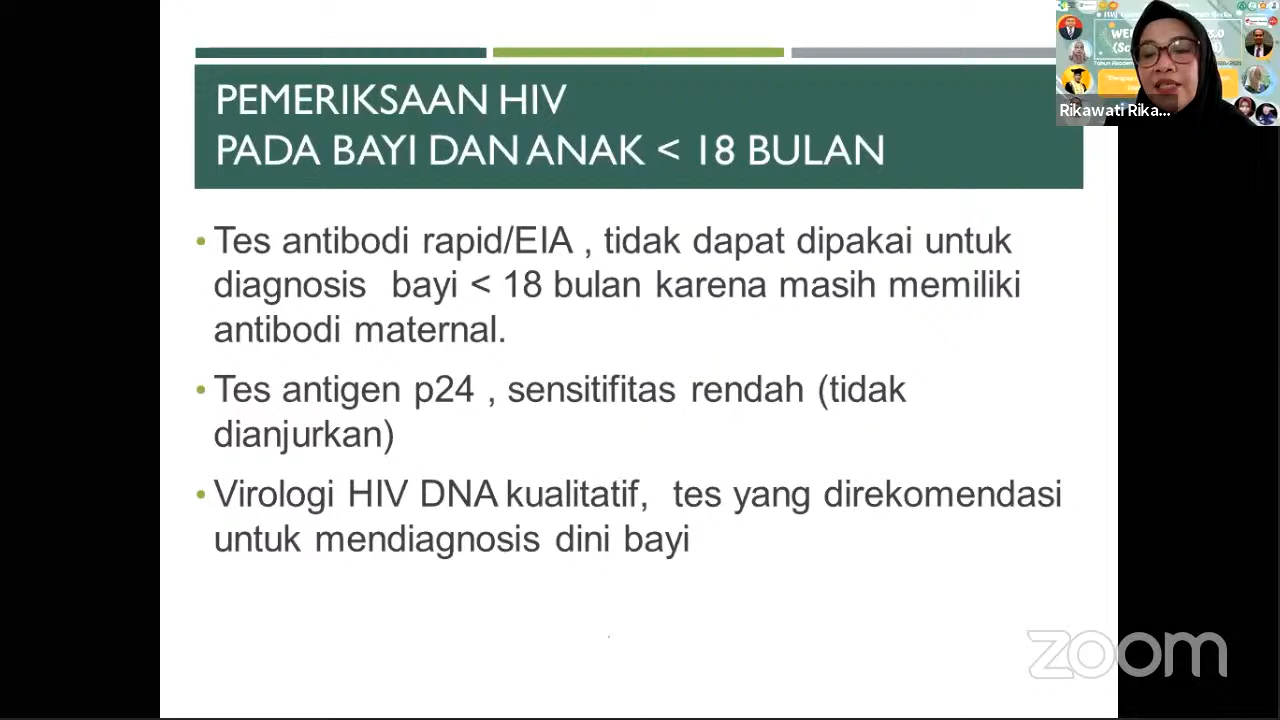 PEMERIKSAAN HIV
PADA BAYI DAN ANAK < 18 BULAN
• Tes antibodi rapid/EIA , tidak dapat dipakai untuk
diagnosis bayi < 18 bulan karena masih memiliki
antibodi maternal.
• Tes antigen p24 , sensitifitas rendah (tidak
dianjurkan)
• Virologi HIV DNA kualitatif, tes yang direkomendasi
untuk mendiagnosis dini bayi
Rikawati Rika...
zoom